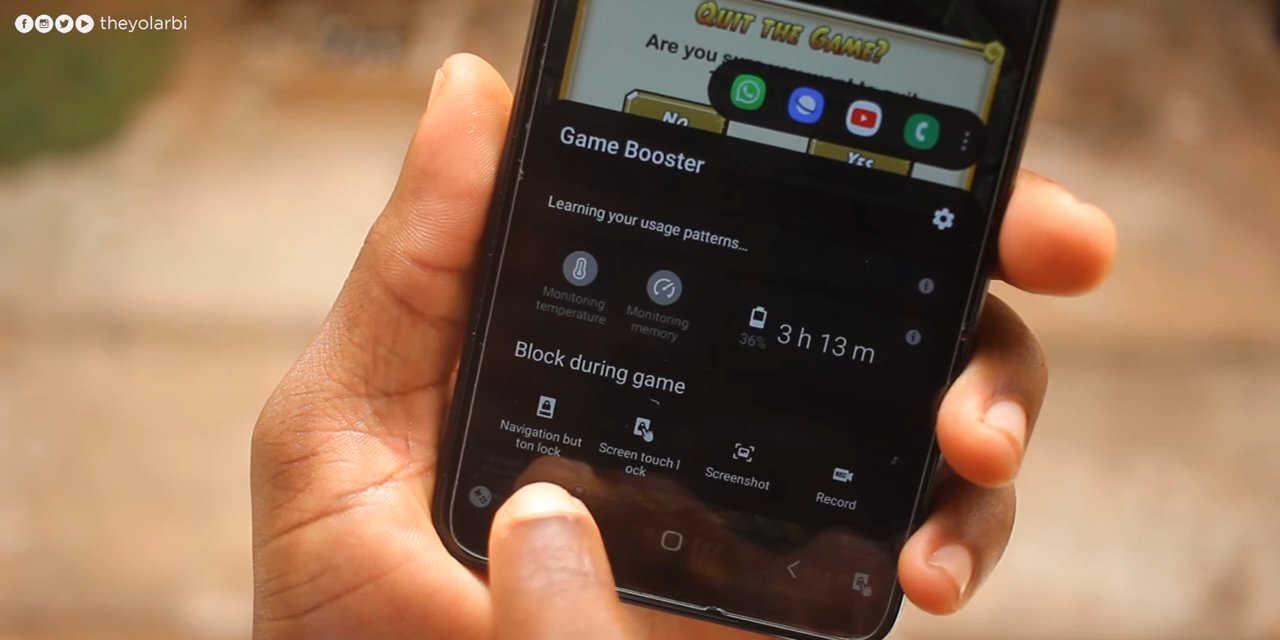 theyolarbi
QUIT THE GAME?
Are you
No
Yes
Game Booster
Learning your usage patterns...
Monitoring
temperature
Monitoring
memory
36%
3 h 13 m
Block during game
Navigation but
ton lock
Screen touch l
ock
Screenshot
REC
Record